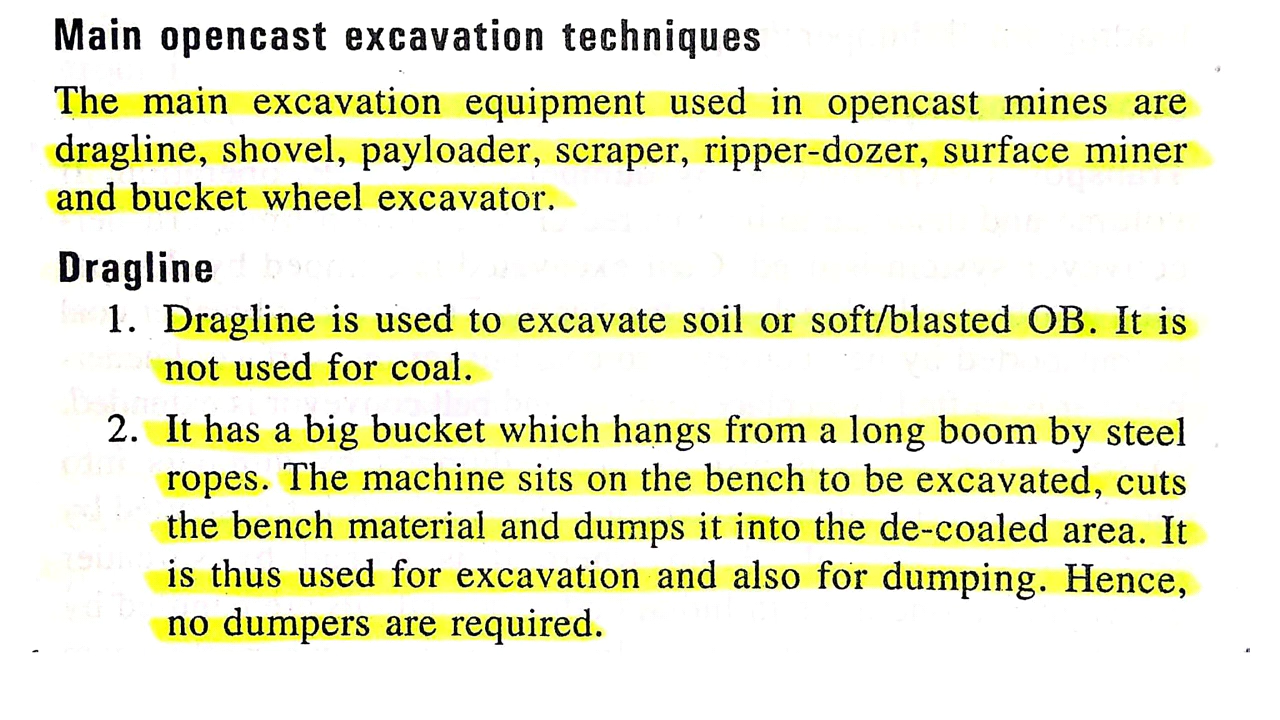 Main opencast excavation techniques
The main excavation equipment used in opencast mines are
dragline, shovel, payloader, scraper, ripper-dozer, surface miner
and bucket wheel excavator.
Dragline
1. Dragline is used to excavate soil or soft/blasted OB. It is
not used for coal.
2. It has a big bucket which hangs from a long boom by steel
ropes. The machine sits on the bench to be excavated, cuts
the bench material and dumps it into the de-coaled area. It
is thus used for excavation and also for dumping. Hence,
no dumpers are required.